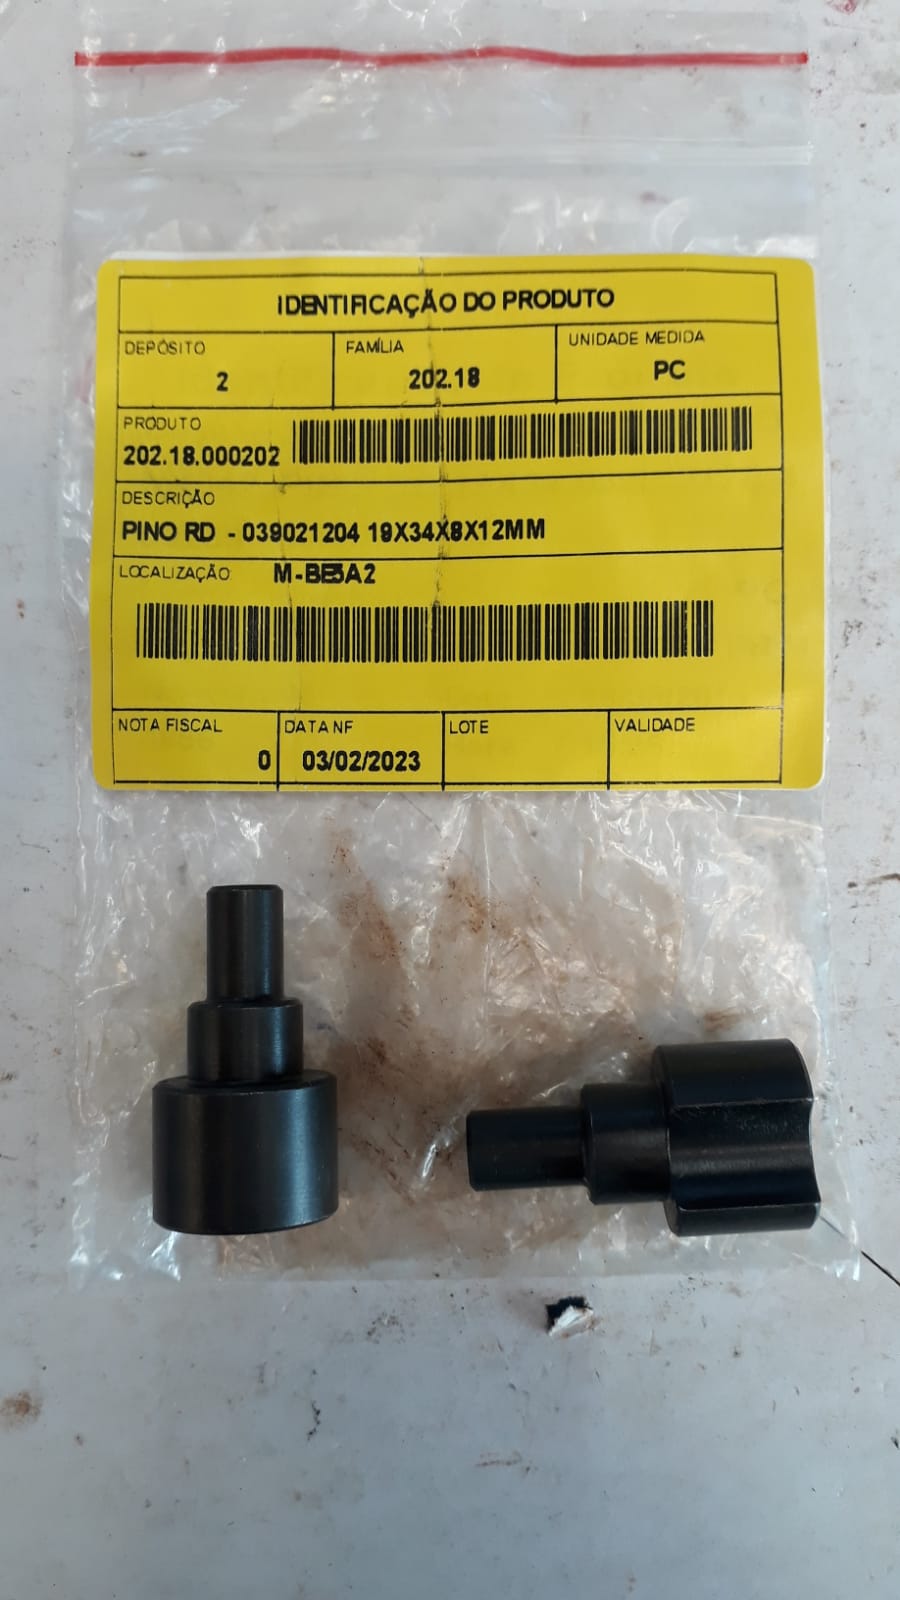 IDENTIFICAÇÃO DO PRODUTO
DEPÓSITO FAMÍLIA UNIDADE MEDIDA
2 202.18 PC
PRODUTO
202.18.000202
DESCRIÇÃO
PINO RD - 039021204 19X34X8X12MM
LOCALIZAÇÃO
NOTA FISCAL DATA NF LOTE VALIDADE
0 03/02/2023